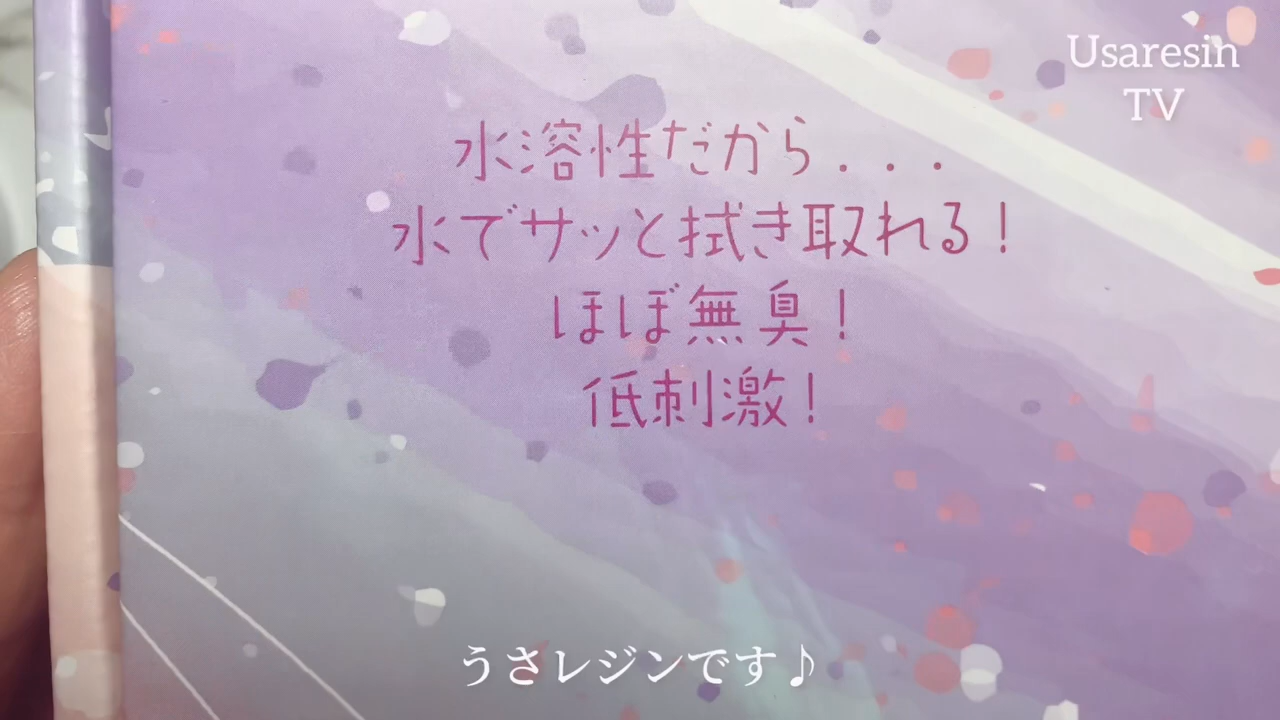 Usaresin
TV
水溶性だから...
水でサッと拭き取れる！
ほぼ無臭！
低刺激！
うさレジンです♪